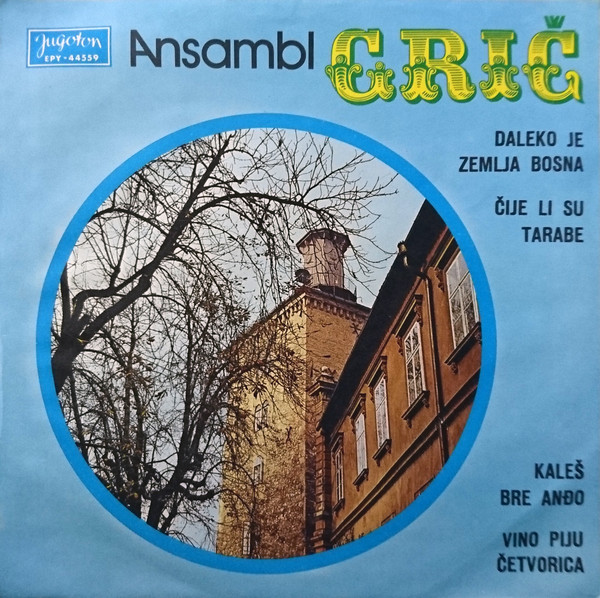 Jugoton
EPY-44559
Ansambl GRIČ
DALEKO JE
ZEMLJA BOSNA
ČIJE LI SU
TARABE
KALEŠ
BRE ANĐO
VINO PIJU
ČETVORICA